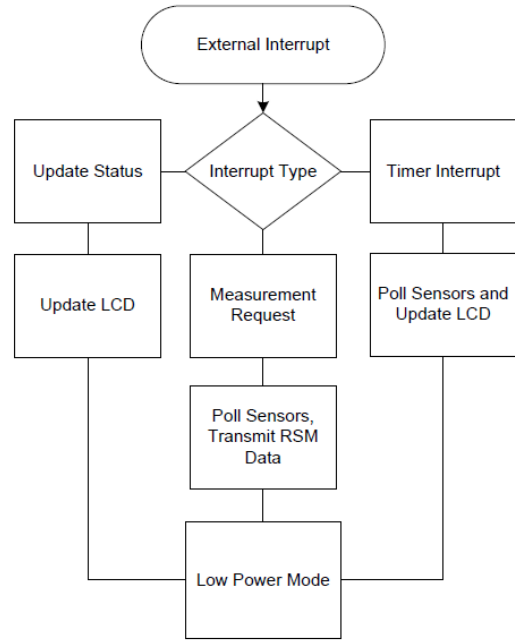 External Interrupt
Update Status
Interrupt Type
Timer Interrupt
Update LCD
Measurement
Request
Poll Sensors and
Update LCD
Poll Sensors,
Transmit RSM
Data
Low Power Mode